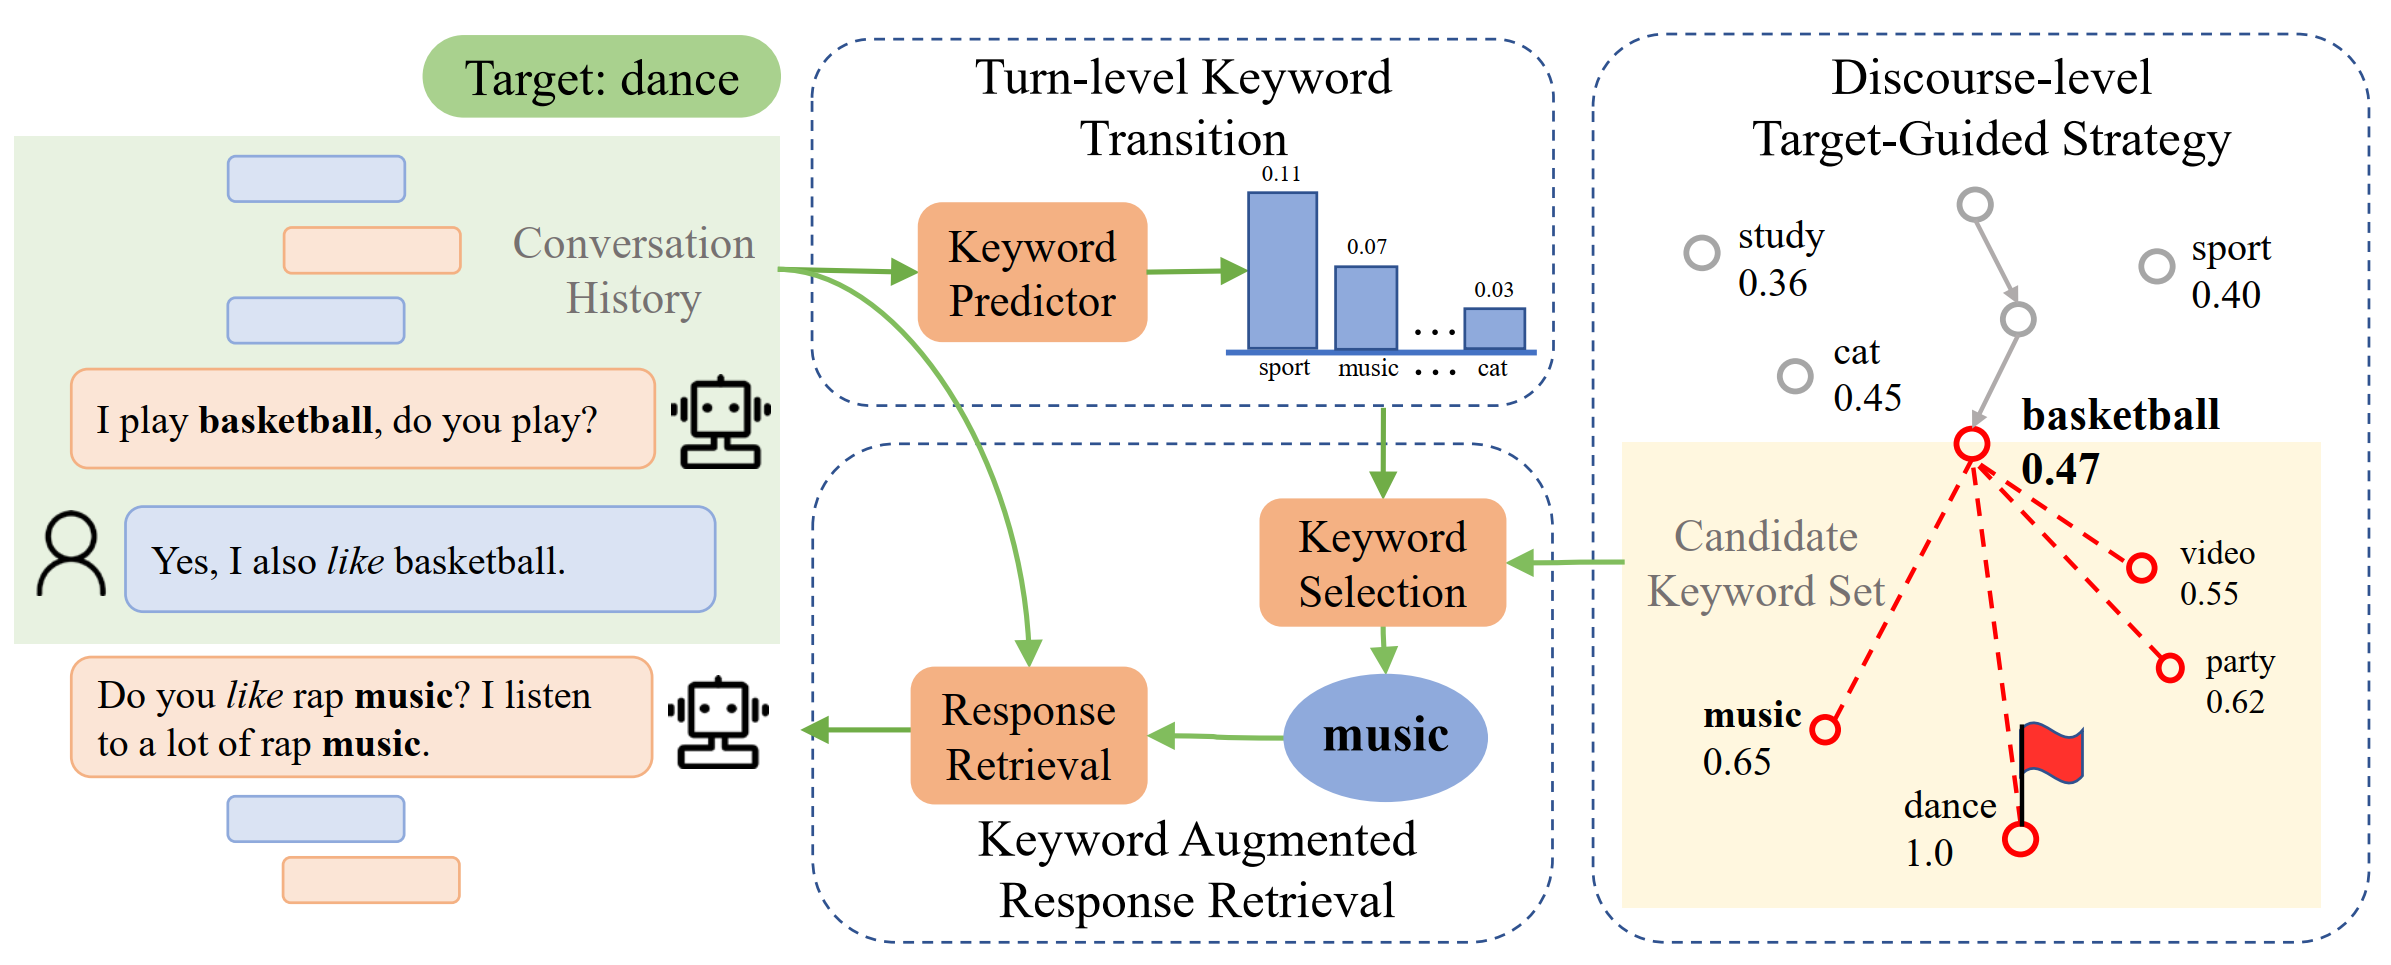 Target: dance
Conversation
History
I play basketball, do you play?
Yes, I also like basketball.
Do you like rap music? I listen
to a lot of rap music.
Turn-level Keyword
Transition
Keyword
Predictor
0.11
0.07
0.03
...
sport
music
...
cat
Keyword
Selection
music
Response
Retrieval
Keyword Augmented
Response Retrieval
Discourse-level
Target-Guided Strategy
study
0.36
sport
0.40
cat
0.45
basketball
0.47
Candidate
Keyword Set
video
0.55
party
0.62
music
0.65
dance
1.0